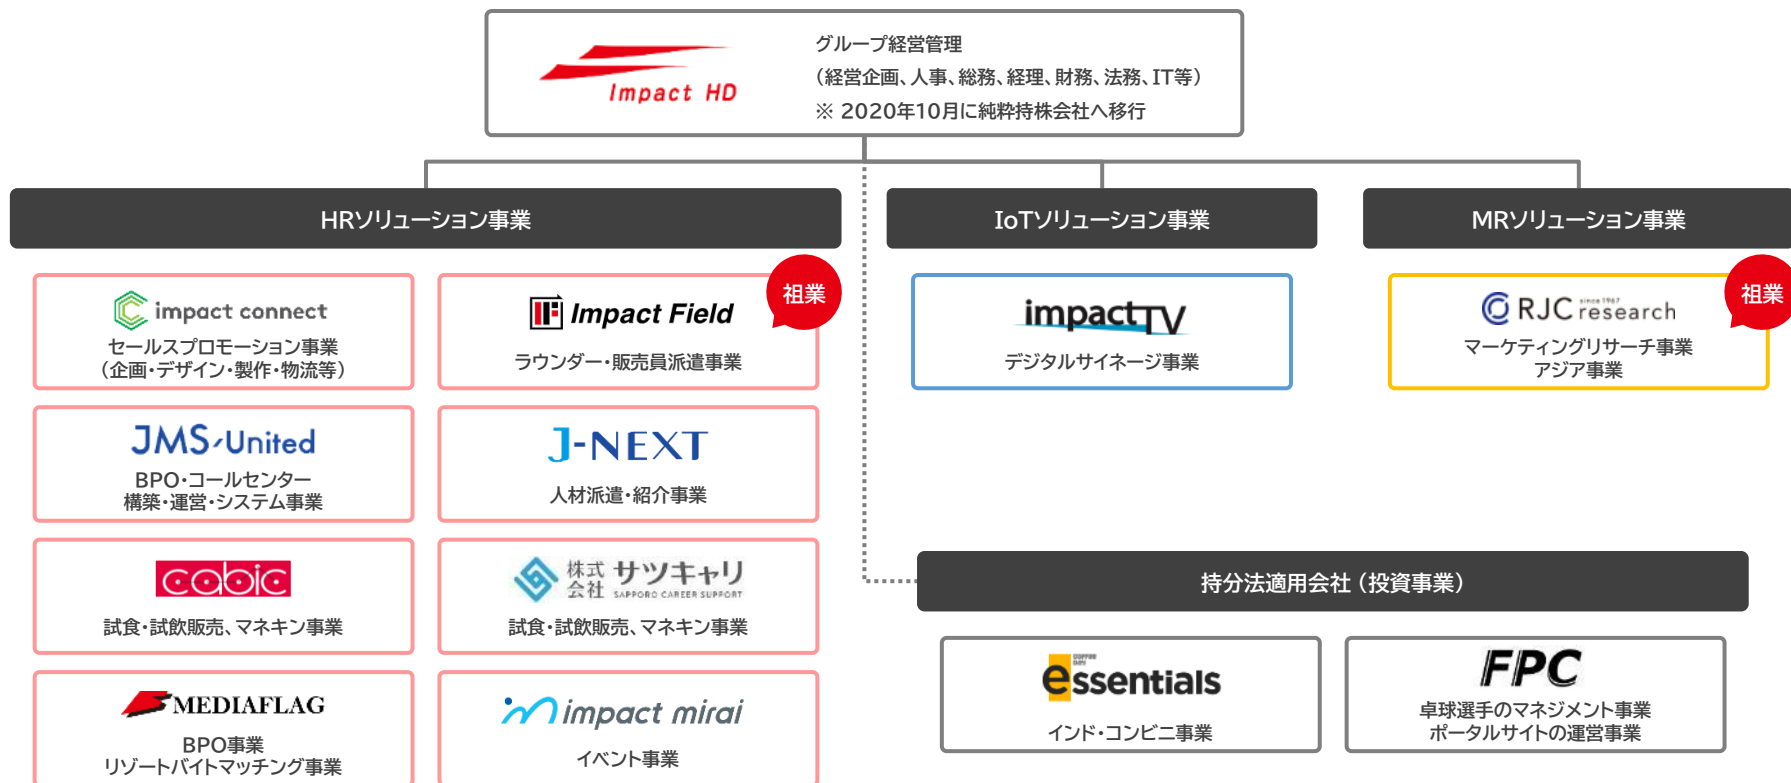 Impact HD
グループ経営管理
（経営企画、人事、総務、経理、財務、法務、IT等）
※ 2020年10月に純粋持株会社へ移行
HRソリューション事業
impact connect
セールスプロモーション事業
（企画・デザイン・製作・物流等）
祖業
Impact Field
ラウンダー・販売員派遣事業
JMS United
BPO・コールセンター
構築・運営・システム事業
J-NEXT
人材派遣・紹介事業
cabic
試食・試飲販売、マネキン事業
株式会社 サツキャリ
SAPPORO CAREER SUPPORT
試食・試飲販売、マネキン事業
MEDIAFLAG
BPO事業
リゾートバイトマッチング事業
impact mirai
イベント事業
IoTソリューション事業
impactTV
デジタルサイネージ事業
MRソリューション事業
祖業
since 1967
RJC research
マーケティングリサーチ事業
アジア事業
持分法適用会社（投資事業）
essentials
インド・コンビニ事業
FPC
卓球選手のマネジメント事業
ポータルサイトの運営事業